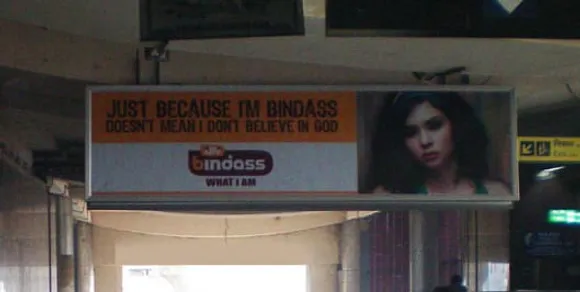 JUST BECAUSE I'M BINDASS
DOESN'T MEAN I DON'T BELIEVE IN GOD
bindass
WHAT I AM